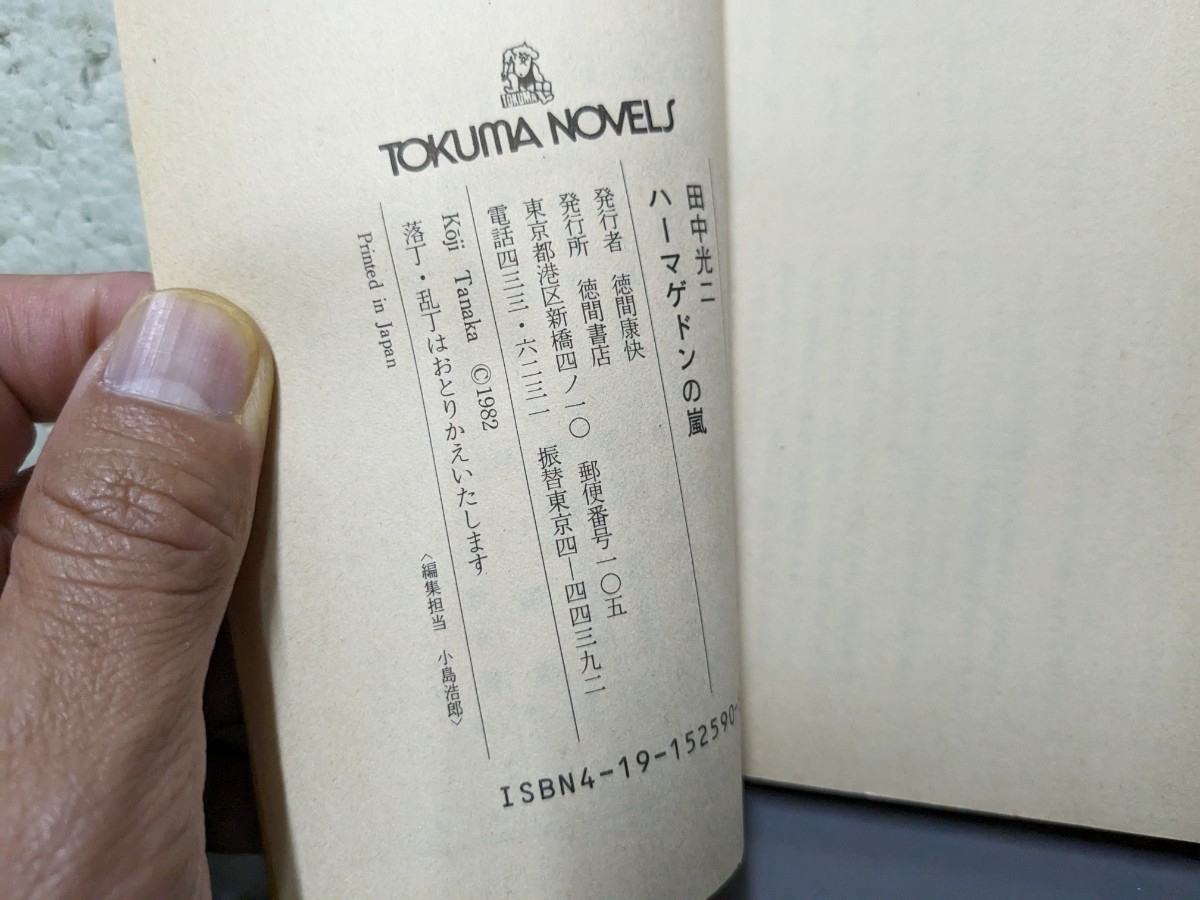 TOKUMA
TOKUMA NOVELS
田中光二
ハーマゲドンの嵐
発行者 徳間康快
発行所 徳間書店
東京都港区新橋四ノ一〇 郵便番号一〇五
電話四三三・六二三一 振替東京四―四四三九二
Kōji Tanaka ©1982
落丁・乱丁はおとりかえいたします
〈編集担当 小島浩郎〉
Printed in Japan
ISBN4-19-152590-